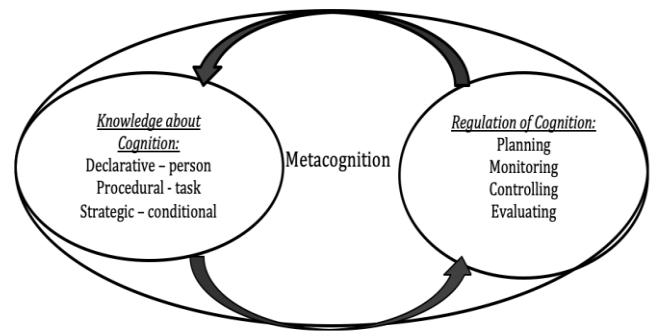 Knowledge about
Cognition:
Declarative – person
Procedural - task
Strategic – conditional
Metacognition
Regulation of Cognition:
Planning
Monitoring
Controlling
Evaluating